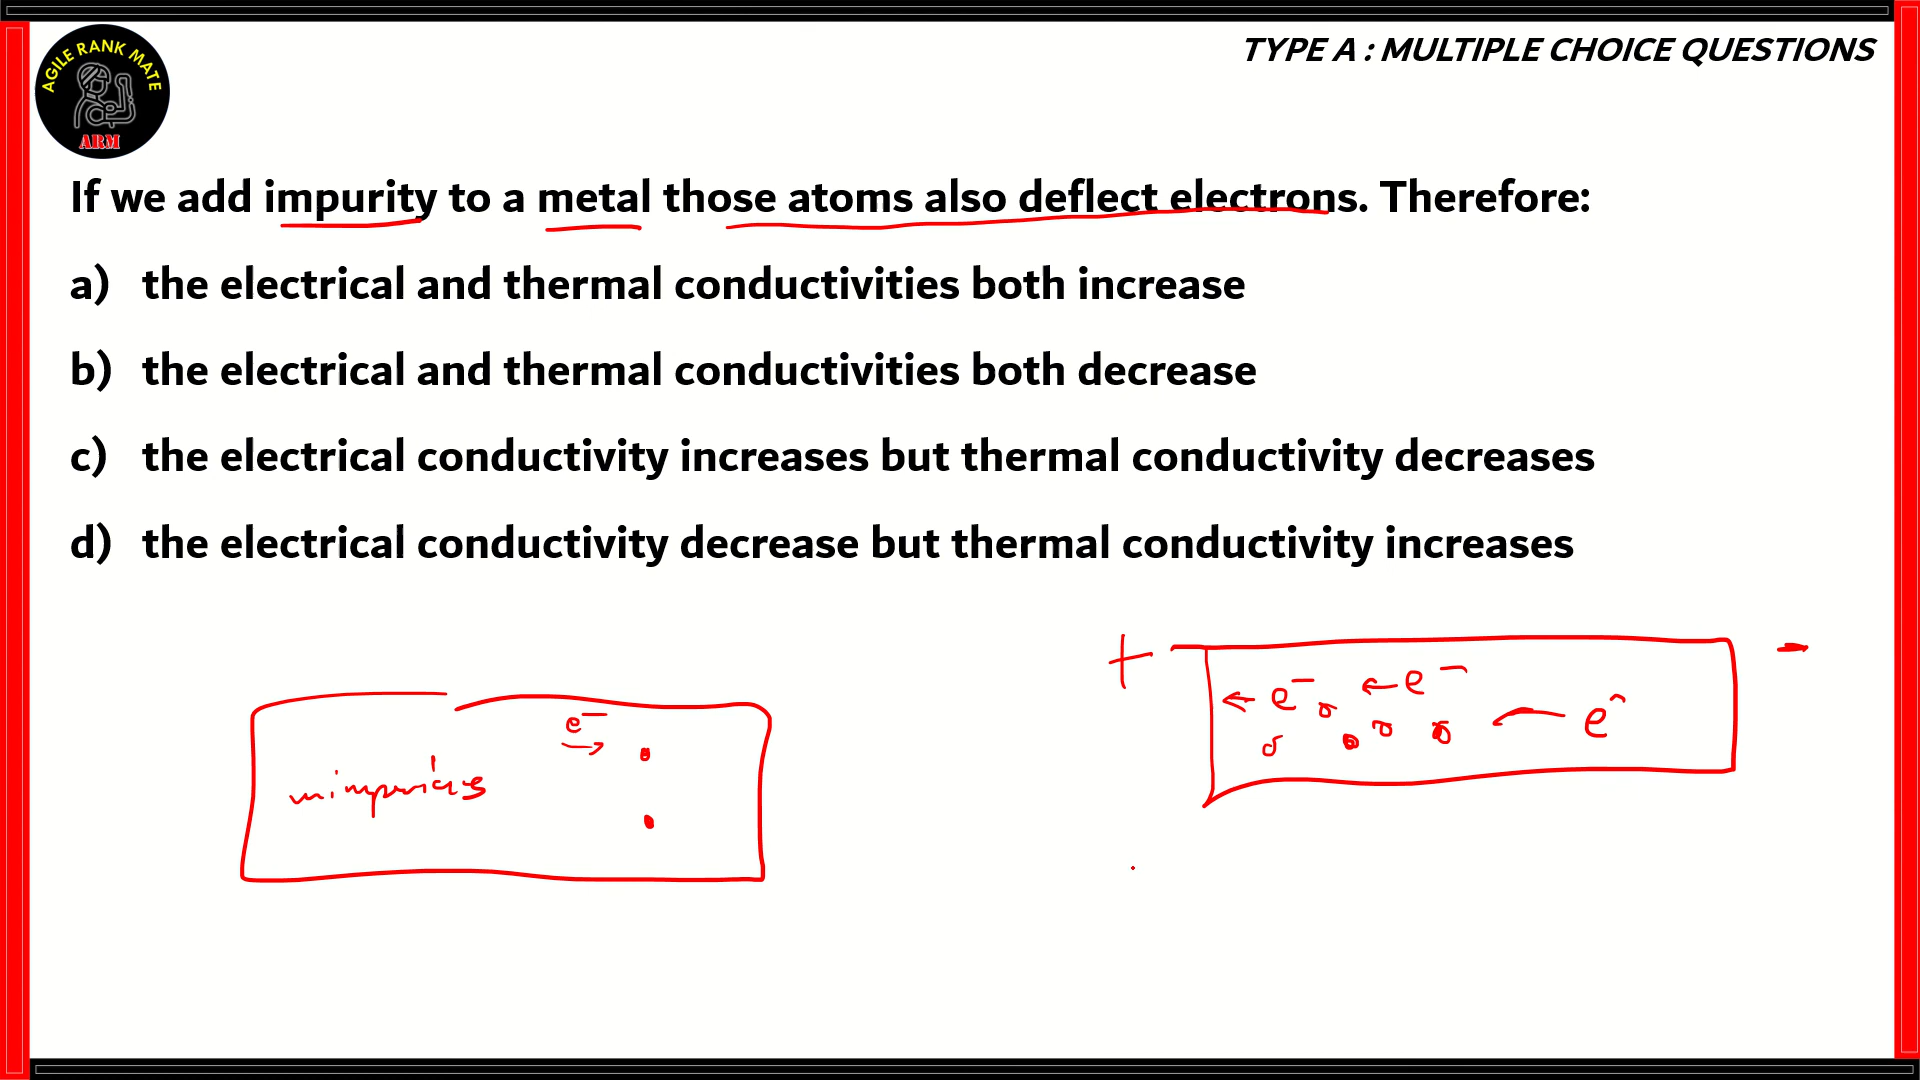 AGILE RANK MATE
ARM
TYPE A : MULTIPLE CHOICE QUESTIONS
If we add impurity to a metal those atoms also deflect electrons. Therefore:
a) the electrical and thermal conductivities both increase
b) the electrical and thermal conductivities both decrease
c) the electrical conductivity increases but thermal conductivity decreases
d) the electrical conductivity decrease but thermal conductivity increases
+ -
e⁻ e⁻ e⁻
e⁻